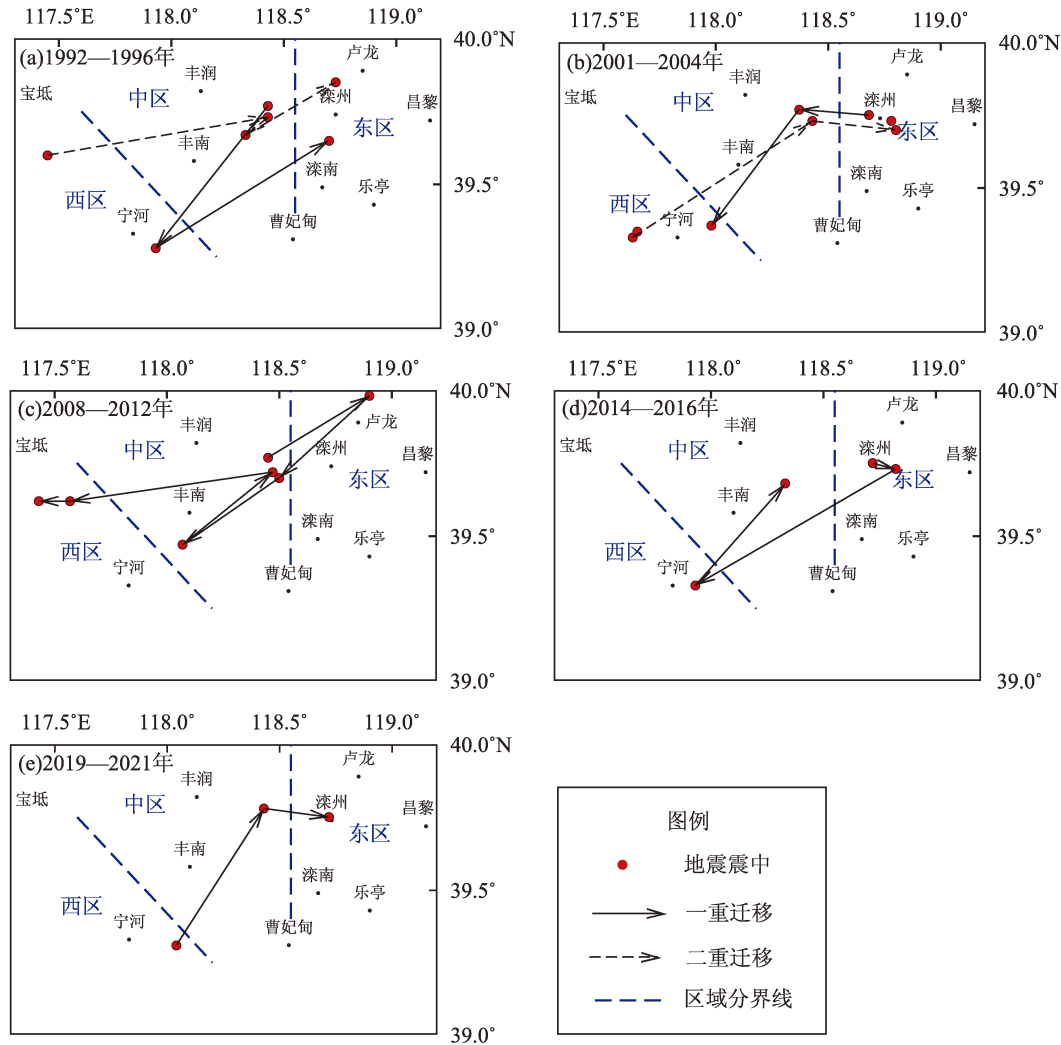 117.5°E 118.0° 118.5° 119.0°
(a)1992—1996年
40.0°N
39.5°
39.0°
宝坻
丰润
中区
卢龙
滦州
昌黎
东区
丰南
滦南
乐亭
西区
宁河
曹妃甸
117.5°E 118.0° 118.5° 119.0°
(b)2001—2004年
40.0°N
39.5°
39.0°
宝坻
丰润
中区
卢龙
滦州
昌黎
东区
丰南
滦南
乐亭
西区
宁河
曹妃甸
117.5°E 118.0° 118.5° 119.0°
(c)2008—2012年
40.0°N
39.5°
39.0°
宝坻
丰润
中区
卢龙
滦州
昌黎
东区
丰南
滦南
乐亭
西区
宁河
曹妃甸
117.5°E 118.0° 118.5° 119.0°
(d)2014—2016年
40.0°N
39.5°
39.0°
宝坻
丰润
中区
卢龙
滦州
昌黎
东区
丰南
滦南
乐亭
西区
宁河
曹妃甸
117.5°E 118.0° 118.5° 119.0°
(e)2019—2021年
40.0°N
39.5°
39.0°
宝坻
丰润
中区
卢龙
滦州
昌黎
东区
丰南
滦南
乐亭
西区
宁河
曹妃甸
图例
地震震中
一重迁移
二重迁移
区域分界线